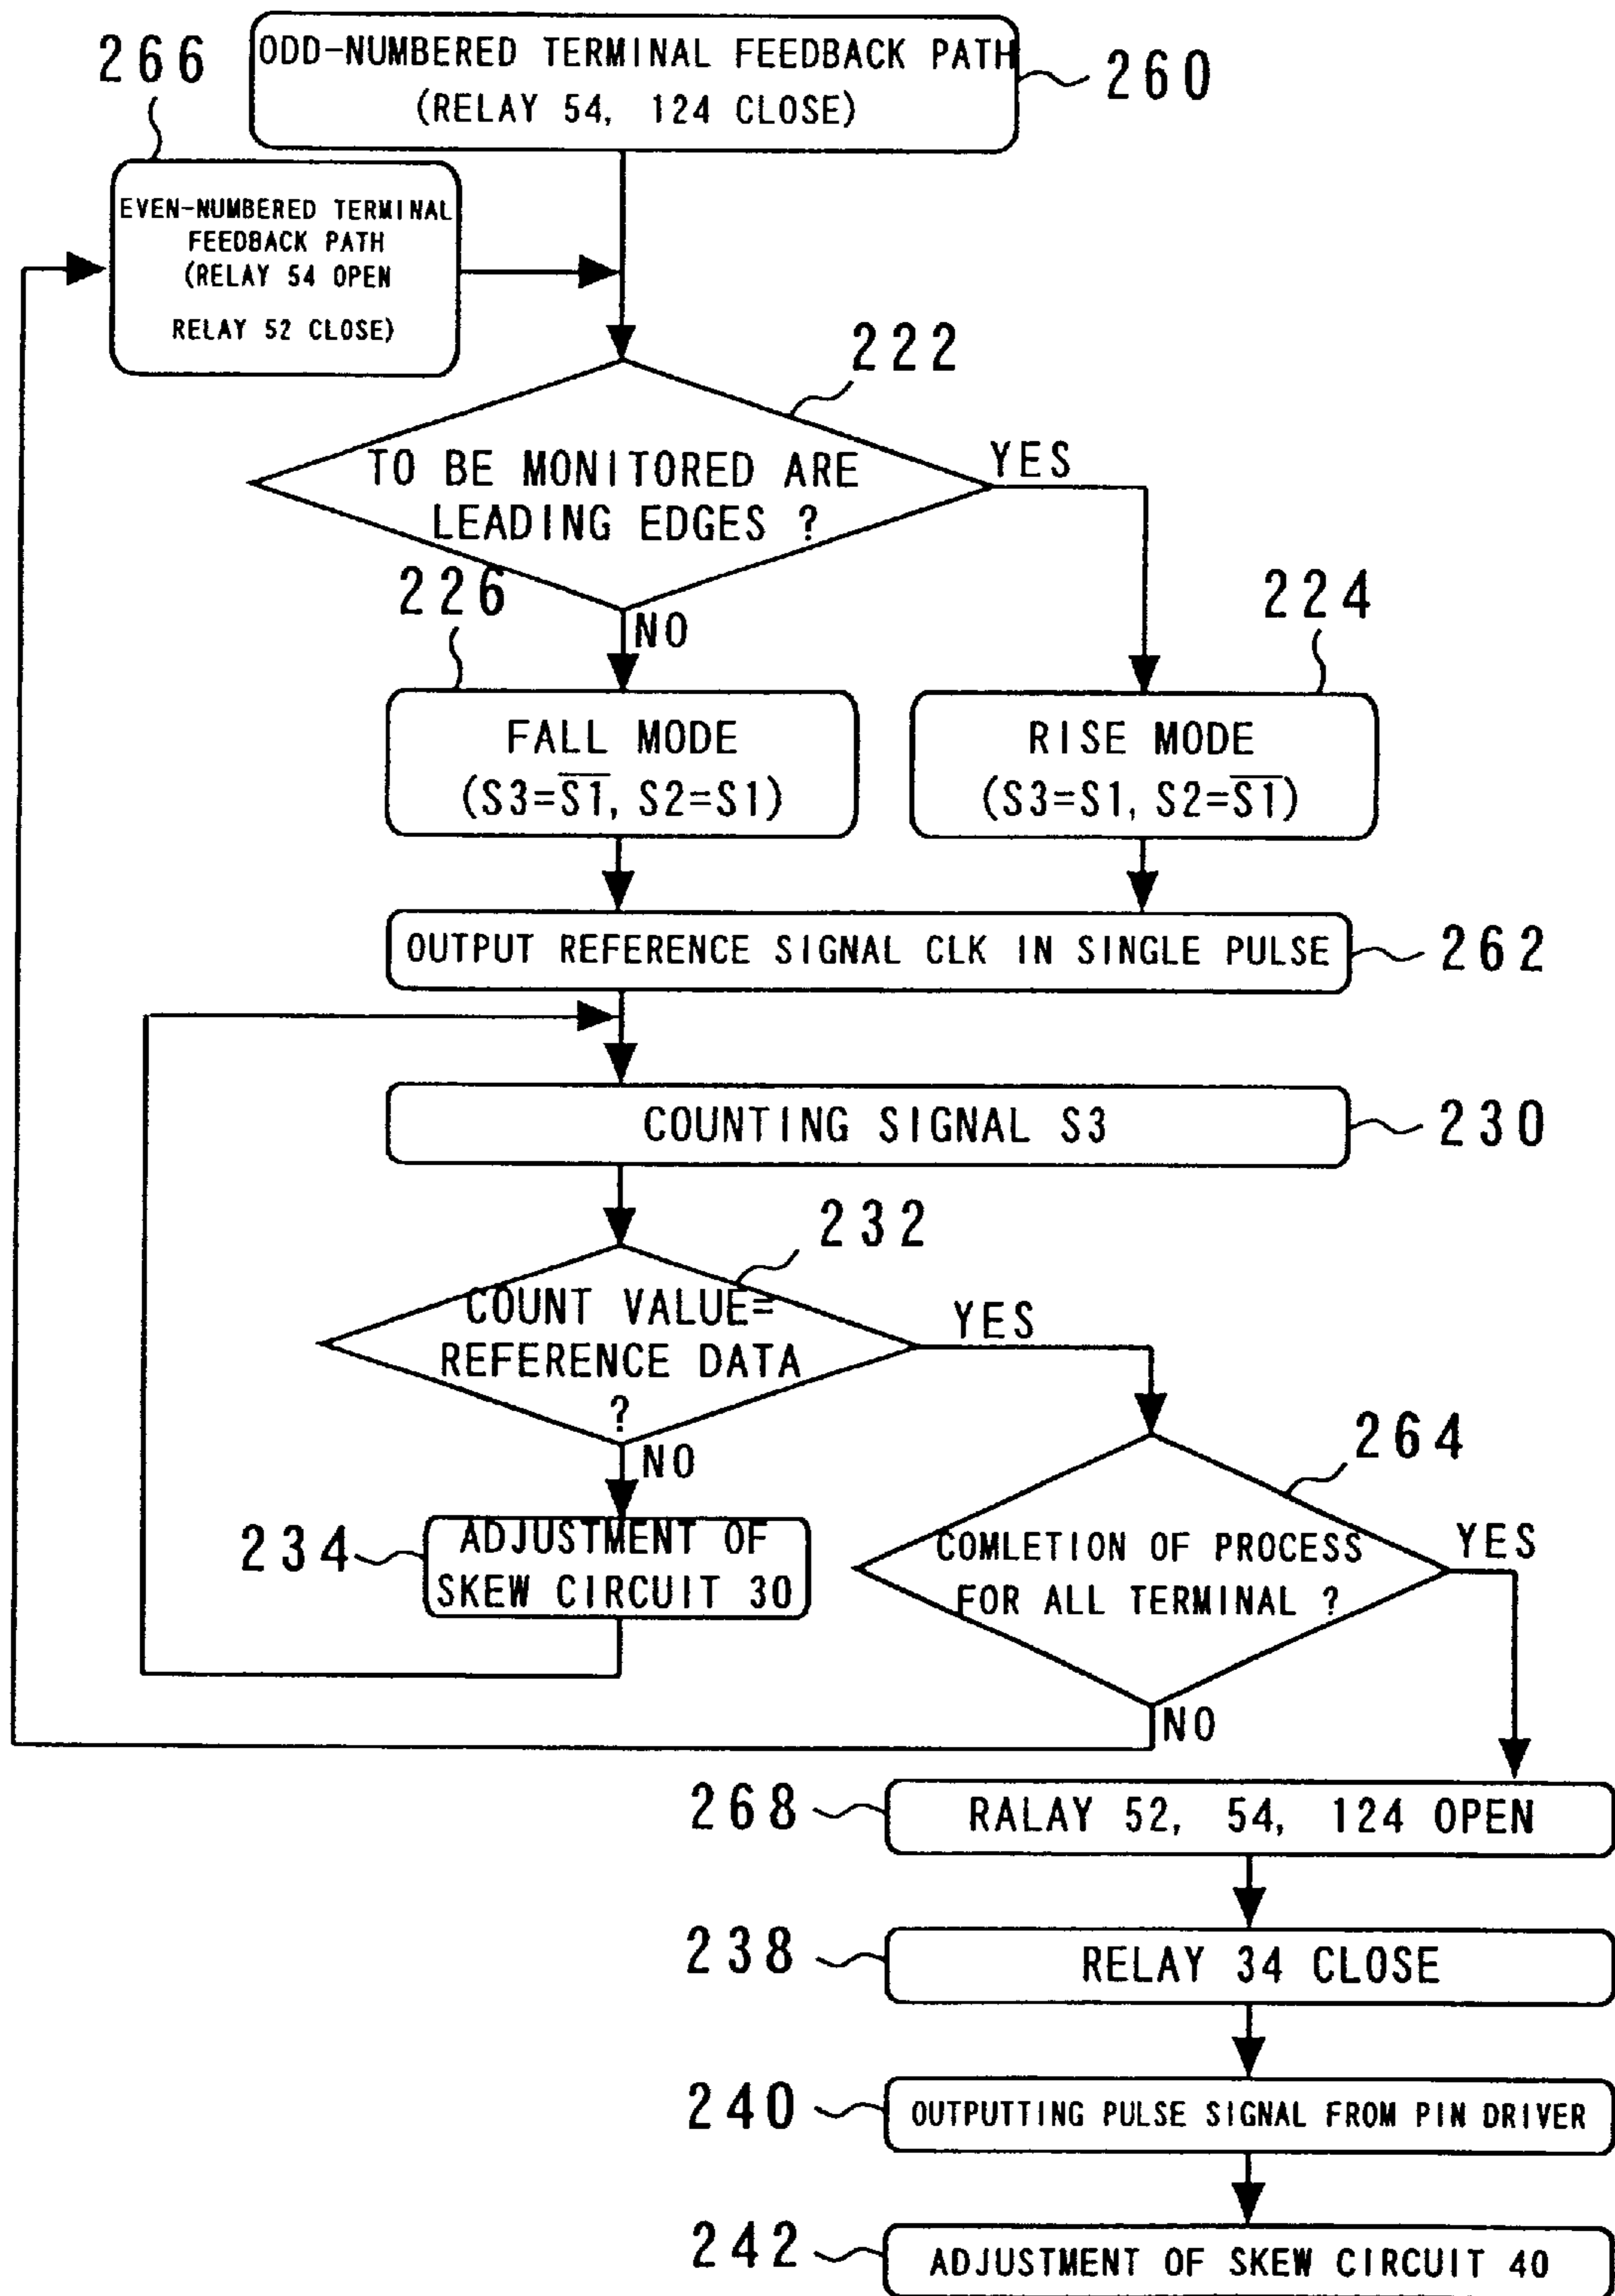 ODD-NUMBERED TERMINAL FEEDBACK PATH
(RELAY 54, 124 CLOSE)
260
266
EVEN-NUMBERED TERMINAL
FEEDBACK PATH
(RELAY 54 OPEN
RELAY 52 CLOSE)
222
TO BE MONITORED ARE
LEADING EDGES ?
YES
NO
226
FALL MODE
(S3=S̅1̅, S2=S1)
224
RISE MODE
(S3=S1, S2=S̅1̅)
OUTPUT REFERENCE SIGNAL CLK IN SINGLE PULSE
262
COUNTING SIGNAL S3
230
232
COUNT VALUE=
REFERENCE DATA
?
YES
NO
234
ADJUSTMENT OF
SKEW CIRCUIT 30
264
COMLETION OF PROCESS
FOR ALL TERMINAL ?
YES
NO
268
RALAY 52, 54, 124 OPEN
238
RELAY 34 CLOSE
240
OUTPUTTING PULSE SIGNAL FROM PIN DRIVER
242
ADJUSTMENT OF SKEW CIRCUIT 40